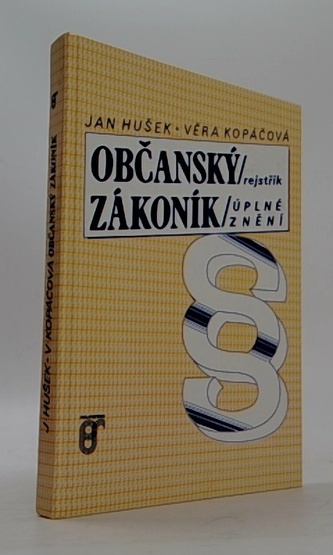 JAN HUŠEK • VĚRA KOPÁČOVÁ
OBČANSKÝ/rejstřík
ZÁKONÍK/ÚPLNÉ
ZNĚNÍ
§
J HUŠEK - V KOPÁČOVÁ OBČANSKÝ ZÁKONÍK